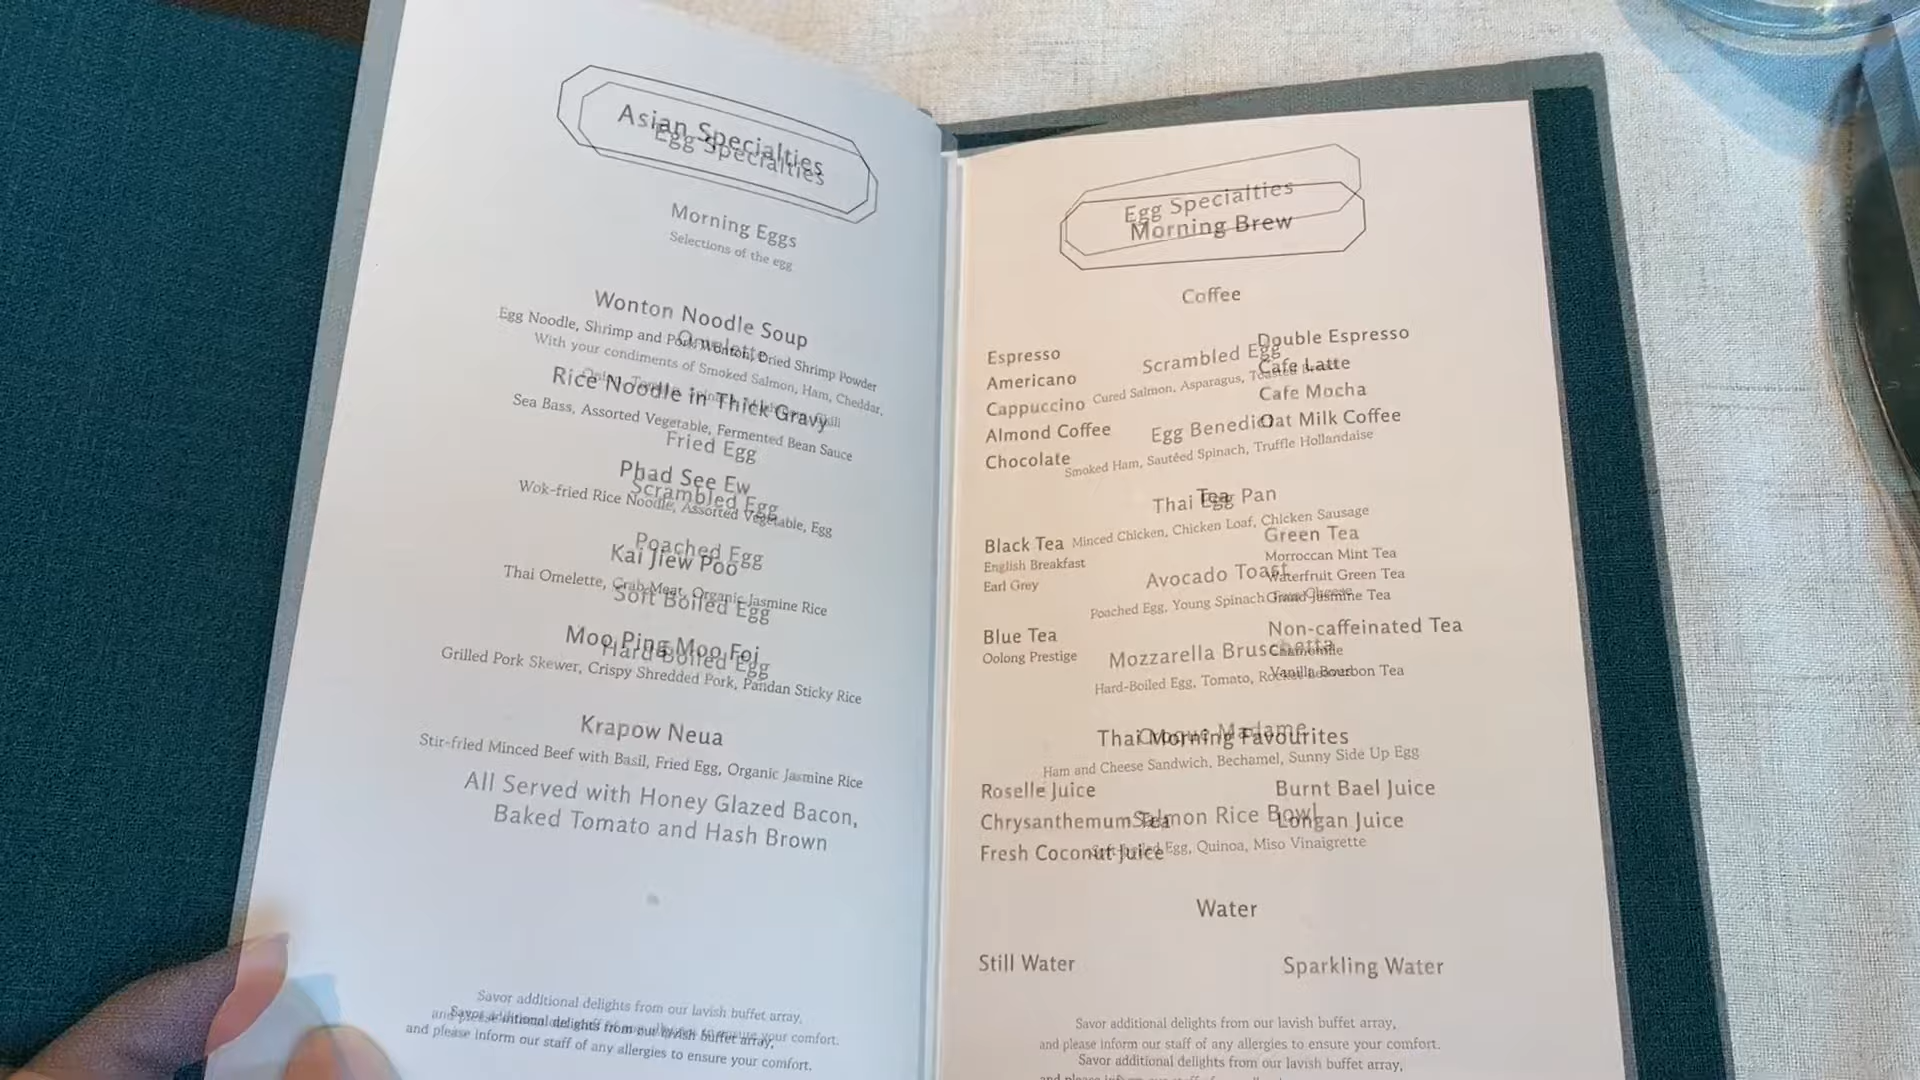 Asian Specialties
Egg Specialties
Morning Eggs
Selections of the egg
Wonton Noodle Soup
Egg Noodle, Shrimp and Pork Wonton, Dried Shrimp Powder
Omelette
With your condiments of Smoked Salmon, Ham, Cheddar,
Rice Noodle in Thick Gravy
Sea Bass, Assorted Vegetable, Fermented Bean Sauce
Fried Egg
Phad See Ew
Scrambled Egg
Wok-fried Rice Noodle, Assorted Vegetable, Egg
Poached Egg
Kai Jiew Poo
Thai Omelette, Crab Meat, Organic Jasmine Rice
Soft Boiled Egg
Moo Ping Moo Foi
Hard Boiled Egg
Grilled Pork Skewer, Crispy Shredded Pork, Pandan Sticky Rice
Krapow Neua
Stir-fried Minced Beef with Basil, Fried Egg, Organic Jasmine Rice
All Served with Honey Glazed Bacon,
Baked Tomato and Hash Brown
Savor additional delights from our lavish buffet array,
Savor additional delights from our lavish buffet array,
and please inform our staff of any allergies to ensure your comfort.
Egg Specialties
Morning Brew
Coffee
Espresso
Double Espresso
Americano
Cafe Latte
Cappuccino
Cafe Mocha
Almond Coffee
Oat Milk Coffee
Chocolate
Scrambled Egg
Cured Salmon, Asparagus,
Egg Benedict
Smoked Ham, Sautéed Spinach, Truffle Hollandaise
Tea
Thai Egg Pan
Minced Chicken, Chicken Loaf, Chicken Sausage
Black Tea
English Breakfast
Earl Grey
Green Tea
Morroccan Mint Tea
Waterfruit Green Tea
Grand Jasmine Tea
Avocado Toast
Poached Egg, Young Spinach
Blue Tea
Oolong Prestige
Non-caffeinated Tea
Chamomile
Vanilla Bourbon Tea
Mozzarella Bruschetta
Hard-Boiled Egg, Tomato,
Thai Morning Favourites
Croque Madame
Ham and Cheese Sandwich, Bechamel, Sunny Side Up Egg
Roselle Juice
Burnt Bael Juice
Chrysanthemum Tea
Longan Juice
Fresh Coconut Juice
Salmon Rice Bowl
Egg, Quinoa, Miso Vinaigrette
Water
Still Water
Sparkling Water
Savor additional delights from our lavish buffet array,
and please inform our staff of any allergies to ensure your comfort.
Savor additional delights from our lavish buffet array,